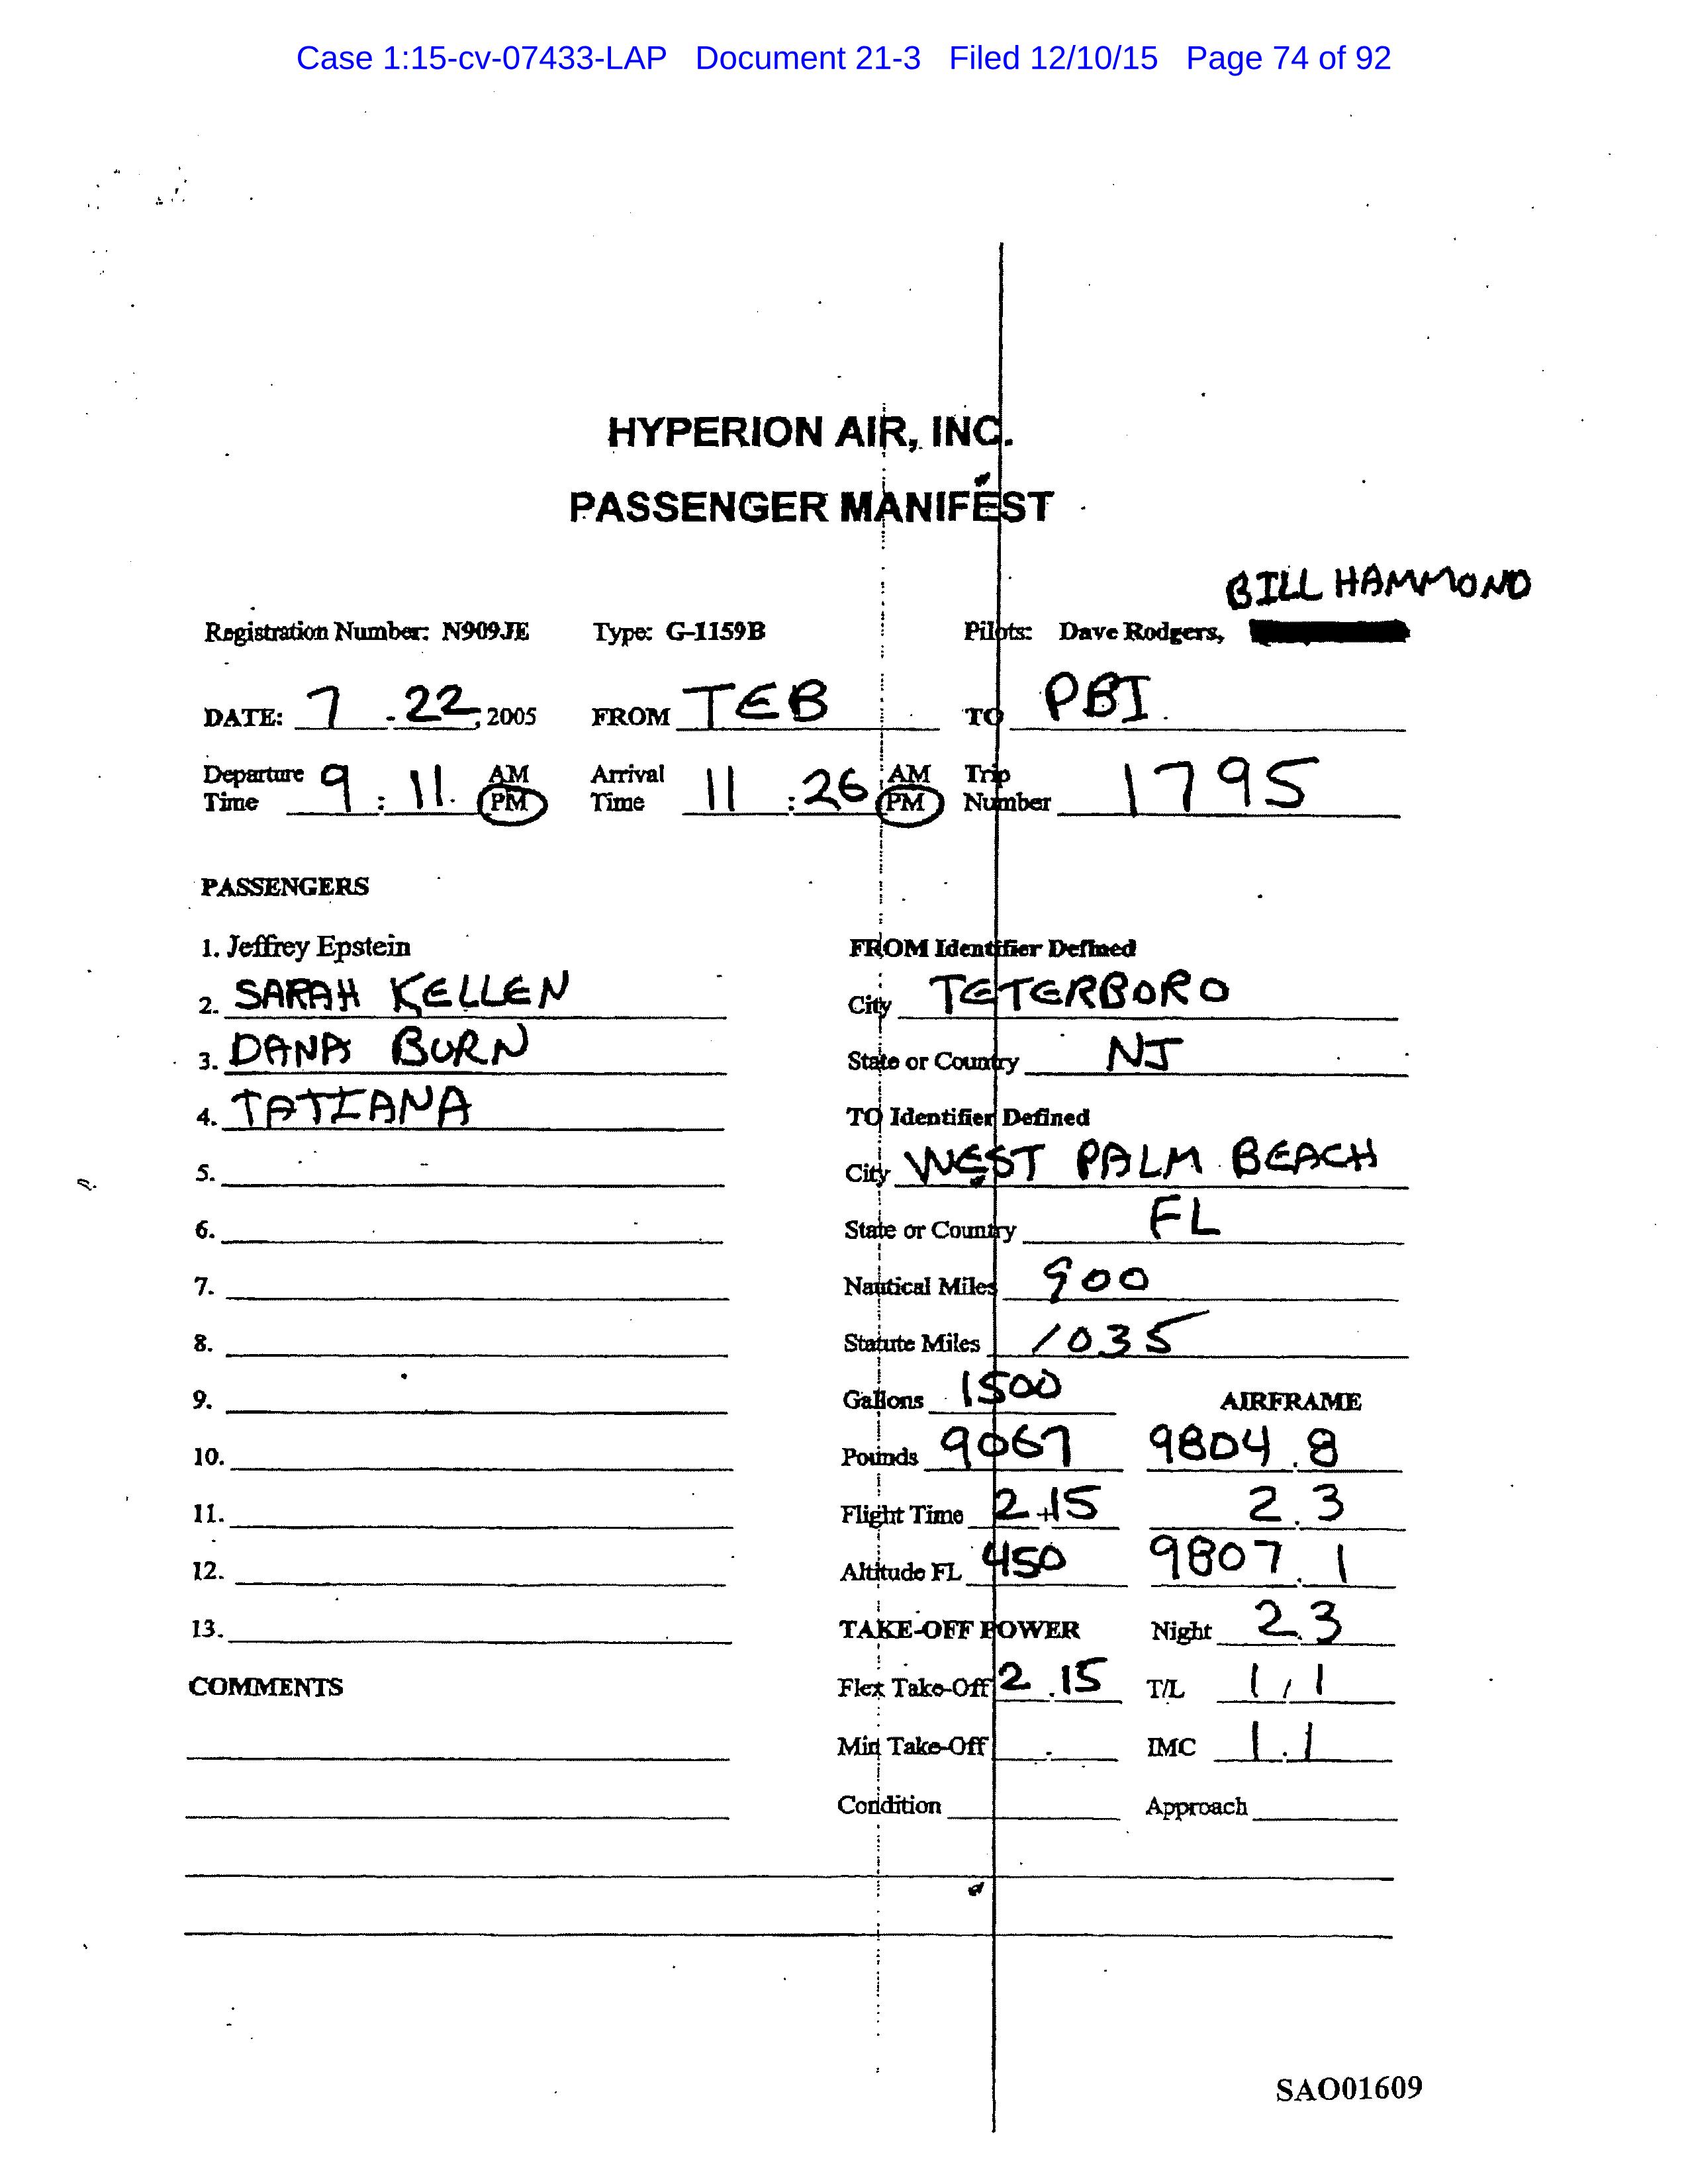 Case 1:15-cv-07433-LAP Document 21-3 Filed 12/10/15 Page 74 of 92
HYPERION AIR, INC.
PASSENGER MANIFEST
BILL HAMMOND
Registration Number: N909JE Type: G-1159B Pilots: Dave Rodgers,
DATE: 7 - 22, 2005 FROM TEB TO PBI
Departure Time 9 : 11 AM PM Arrival Time 11 : 26 AM PM Trip Number 1795
PASSENGERS
1. Jeffrey Epstein FROM Identifier Defined
2. SARAH KELLEN City TETERBORO
3. DANA BURN State or Country NJ
4. TATIANA TO Identifier Defined
5. City WEST PALM BEACH
6. State or Country FL
7. Nautical Miles 900
8. Statute Miles 1035
9. Gallons 1500 AIRFRAME
10. Pounds 9067 9804.8
11. Flight Time 2+15 2.3
12. Altitude FL 450 9807.1
13. TAKE-OFF POWER Night 2.3
COMMENTS Flex Take-Off 2.15 T/L 1/1
Min Take-Off . IMC 1.1
Condition Approach
SAO01609